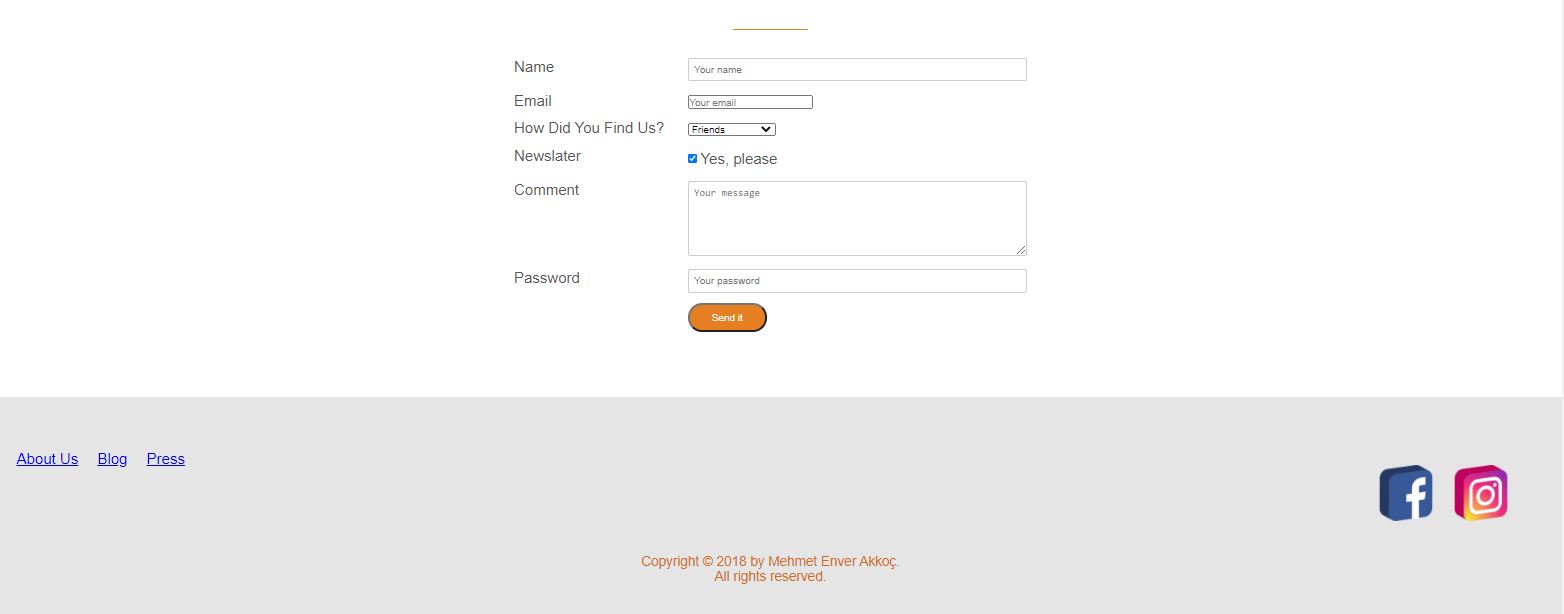 Name Your name
Email Your email
How Did You Find Us? Friends
Newslater Yes, please
Comment Your message
Password Your password
Send it
About Us Blog Press
Copyright © 2018 by Mehmet Enver Akkoç.
All rights reserved.